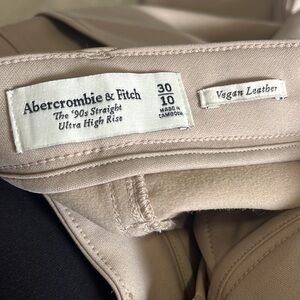 Abercrombie & Fitch
The '90s Straight
Ultra High Rise
30
10
MADE IN
CAMBODIA
Vegan Leather